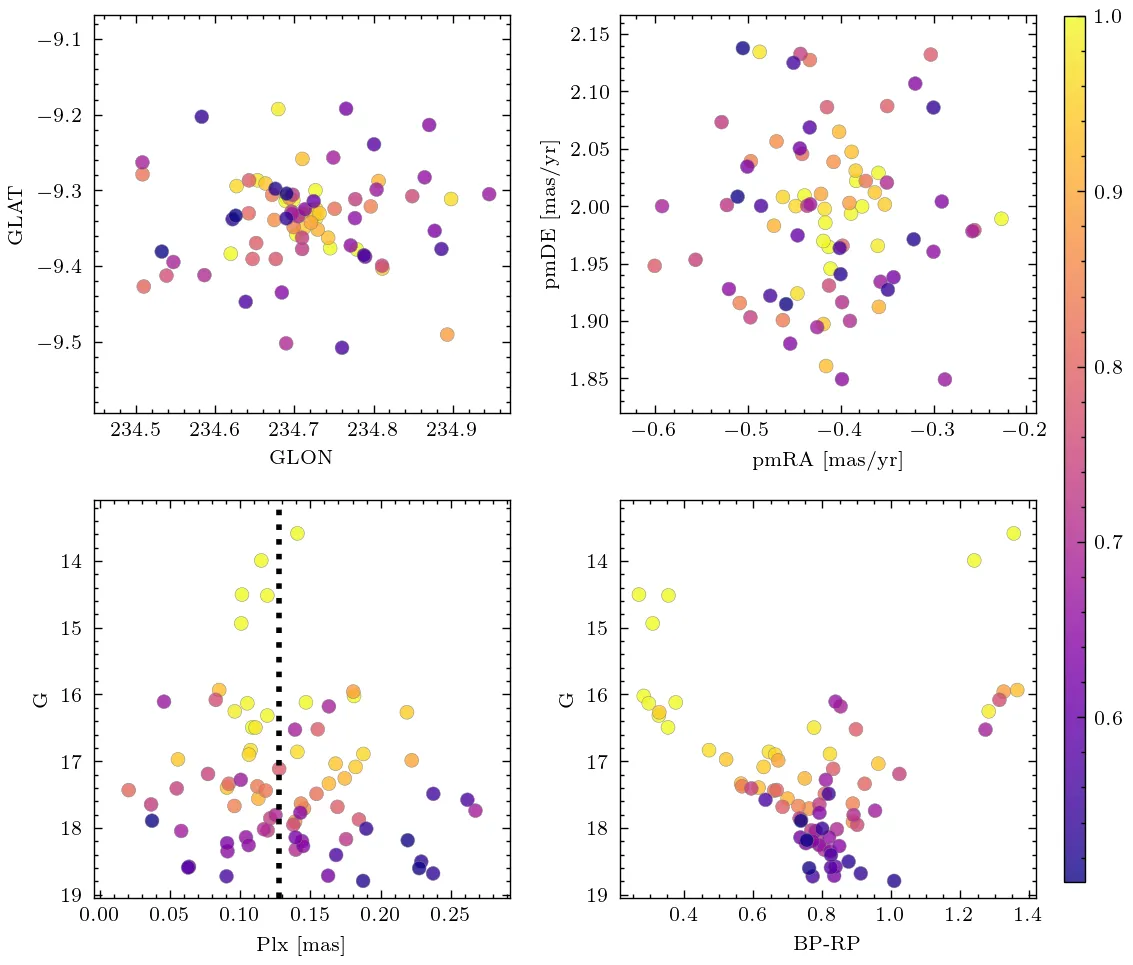 −9.1
−9.2
−9.3
−9.4
−9.5
GLAT
234.5 234.6 234.7 234.8 234.9
GLON
2.15
2.10
2.05
2.00
1.95
1.90
1.85
pmDE [mas/yr]
−0.6 −0.5 −0.4 −0.3 −0.2
pmRA [mas/yr]
14
15
16
17
18
19
G
0.00 0.05 0.10 0.15 0.20 0.25
Plx [mas]
14
15
16
17
18
19
G
0.4 0.6 0.8 1.0 1.2 1.4
BP-RP
1.0
0.9
0.8
0.7
0.6